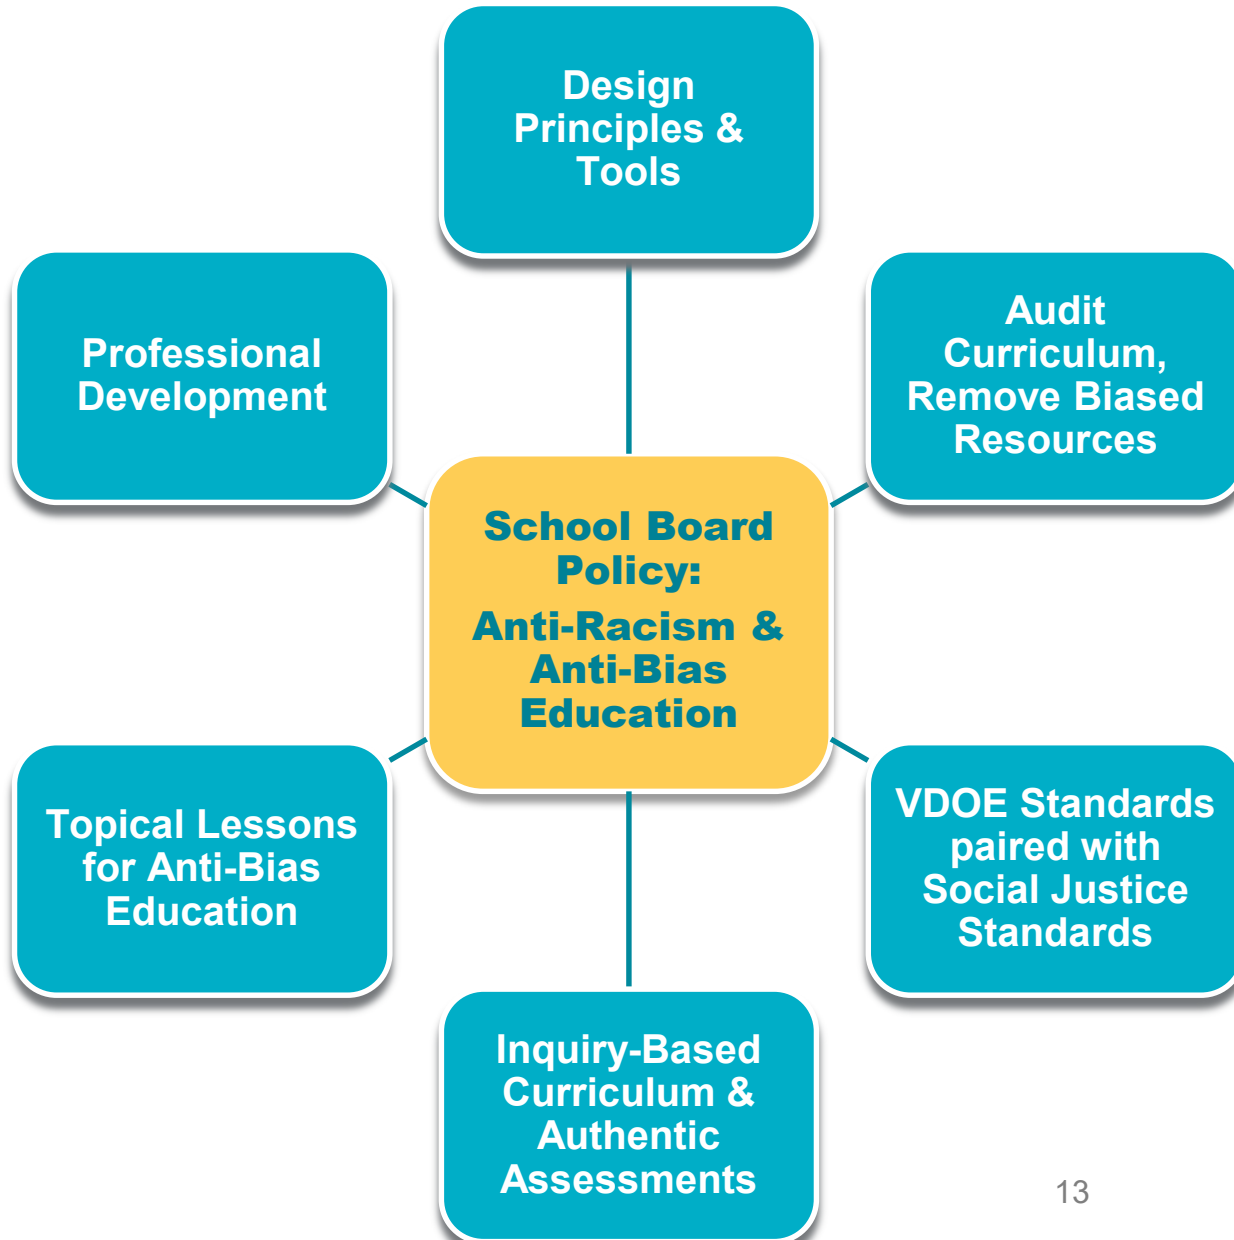 Design
Principles &
Tools
Audit
Curriculum,
Remove Biased
Resources
Professional
Development
School Board
Policy:
Anti-Racism &
Anti-Bias
Education
VDOE Standards
paired with
Social Justice
Standards
Topical Lessons
for Anti-Bias
Education
Inquiry-Based
Curriculum &
Authentic
Assessments
13